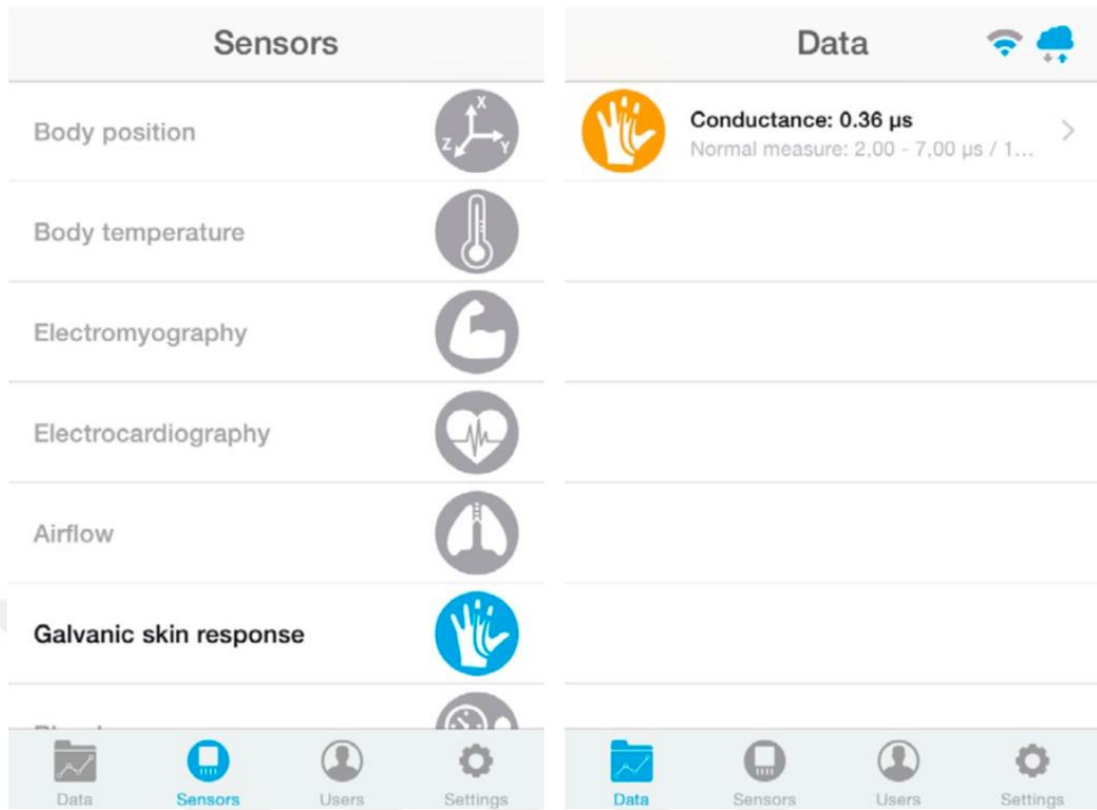 Sensors
Body position
X
Z
Y
Body temperature
Electromyography
Electrocardiography
Airflow
Galvanic skin response
Data
Sensors
Users
Settings
Data
Conductance: 0.36 μs
Normal measure: 2,00 - 7,00 μs / 1...
Data
Sensors
Users
Settings